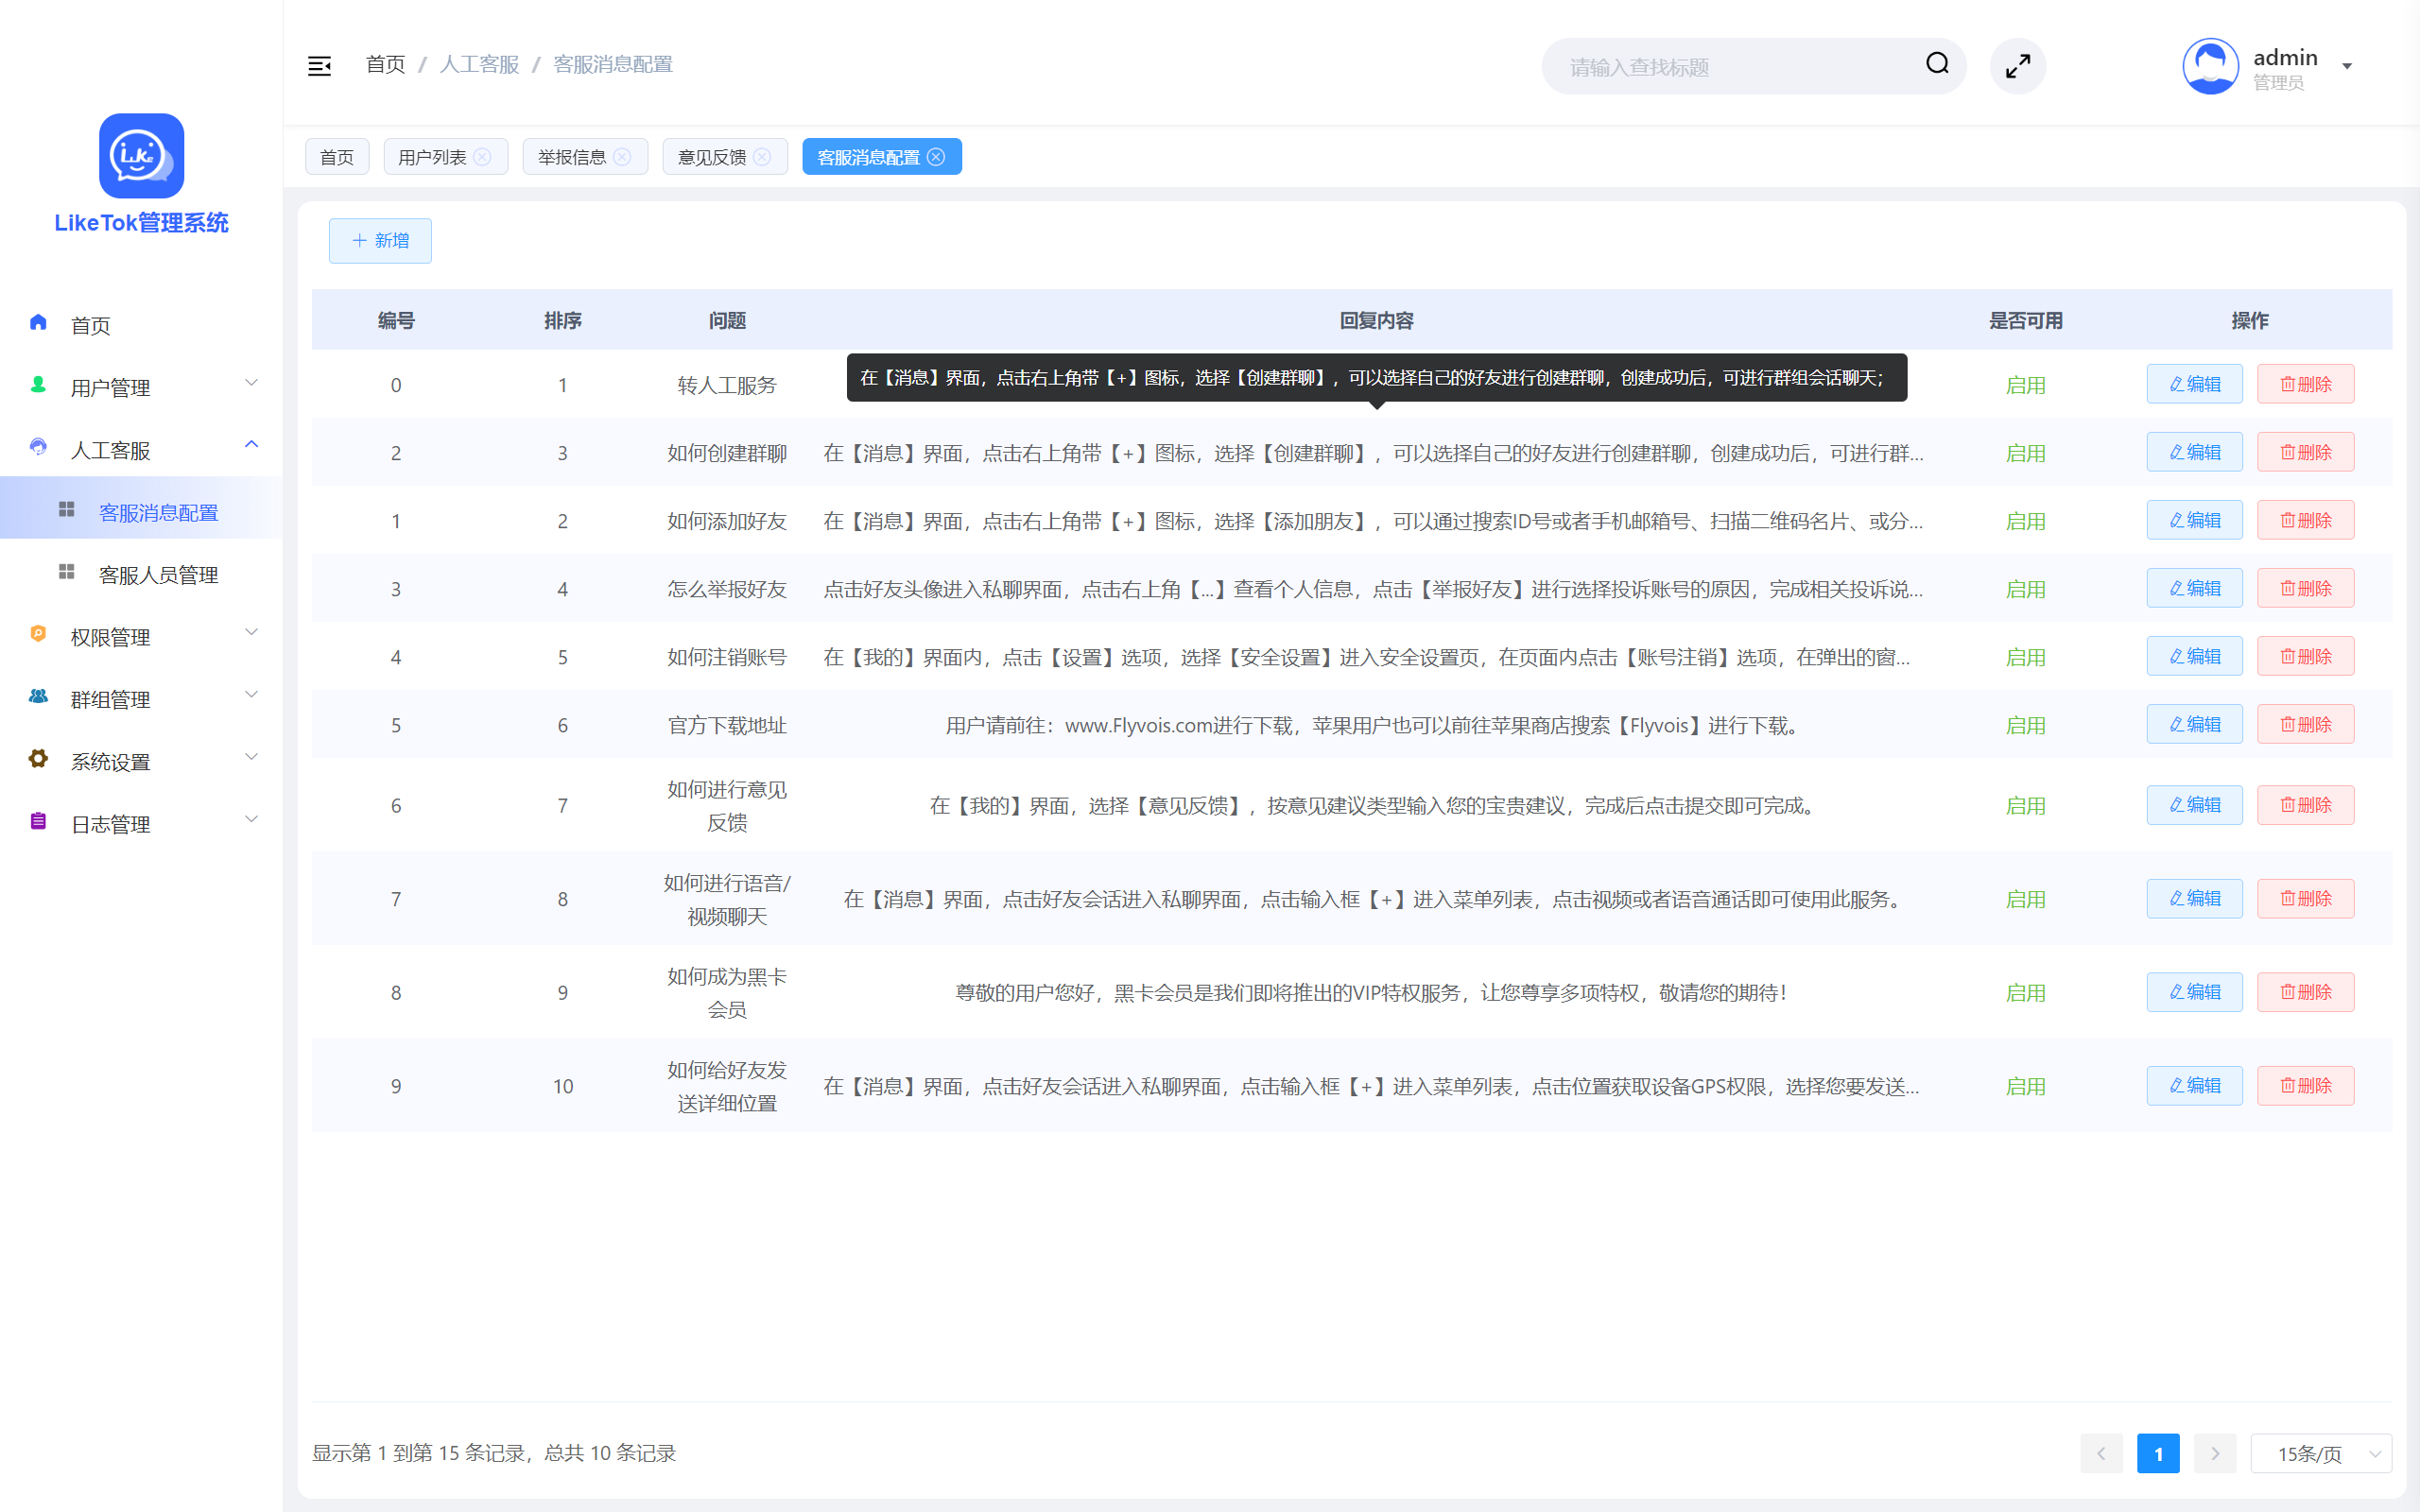 首页 / 人工客服 / 客服消息配置
请输入查找标题
admin
管理员
Like
LikeTok管理系统
首页
用户管理
人工客服
客服消息配置
客服人员管理
权限管理
群组管理
系统设置
日志管理
首页 用户列表 举报信息 意见反馈 客服消息配置
+ 新增
编号 排序 问题 回复内容 是否可用 操作
0 1 转人工服务 启用 编辑 删除
在【消息】界面，点击右上角带【+】图标，选择【创建群聊】，可以选择自己的好友进行创建群聊，创建成功后，可进行群组会话聊天；
2 3 如何创建群聊 在【消息】界面，点击右上角带【+】图标，选择【创建群聊】，可以选择自己的好友进行创建群聊，创建成功后，可进行群... 启用 编辑 删除
1 2 如何添加好友 在【消息】界面，点击右上角带【+】图标，选择【添加朋友】，可以通过搜索ID号或者手机邮箱号、扫描二维码名片、或分... 启用 编辑 删除
3 4 怎么举报好友 点击好友头像进入私聊界面，点击右上角【...】查看个人信息，点击【举报好友】进行选择投诉账号的原因，完成相关投诉说... 启用 编辑 删除
4 5 如何注销账号 在【我的】界面内，点击【设置】选项，选择【安全设置】进入安全设置页，在页面内点击【账号注销】选项，在弹出的窗... 启用 编辑 删除
5 6 官方下载地址 用户请前往：www.Flyvois.com进行下载，苹果用户也可以前往苹果商店搜索【Flyvois】进行下载。 启用 编辑 删除
6 7 如何进行意见
反馈 在【我的】界面，选择【意见反馈】，按意见建议类型输入您的宝贵建议，完成后点击提交即可完成。 启用 编辑 删除
7 8 如何进行语音/
视频聊天 在【消息】界面，点击好友会话进入私聊界面，点击输入框【+】进入菜单列表，点击视频或者语音通话即可使用此服务。 启用 编辑 删除
8 9 如何成为黑卡
会员 尊敬的用户您好，黑卡会员是我们即将推出的VIP特权服务，让您尊享多项特权，敬请您的期待！ 启用 编辑 删除
9 10 如何给好友发
送详细位置 在【消息】界面，点击好友会话进入私聊界面，点击输入框【+】进入菜单列表，点击位置获取设备GPS权限，选择您要发送... 启用 编辑 删除
显示第 1 到第 15 条记录，总共 10 条记录
1
15条/页